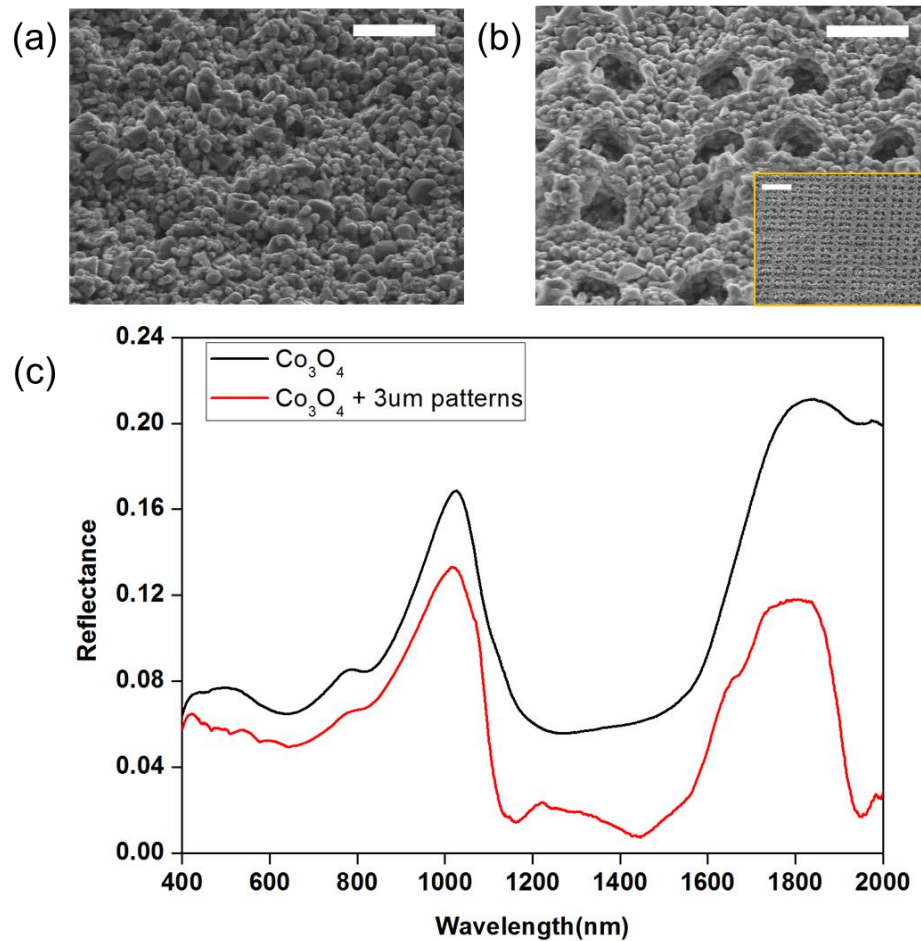 (a)
(b)
(c)
0.24
0.20
0.16
0.12
0.08
0.04
0.00
Reflectance
Co₃O₄
Co₃O₄ + 3um patterns
400 600 800 1000 1200 1400 1600 1800 2000
Wavelength(nm)